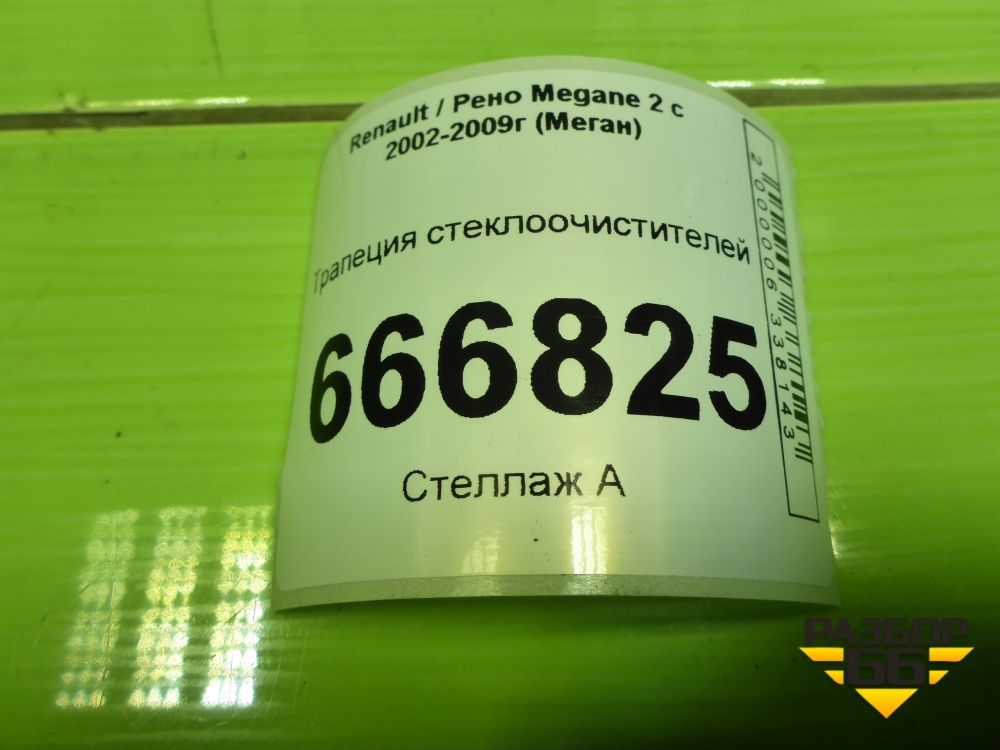 Renault / Рено Megane 2 с
2002-2009г (Меган)
Трапеция стеклоочистителей
666825
Стеллаж А
2000006338143
РАЗБОР
66